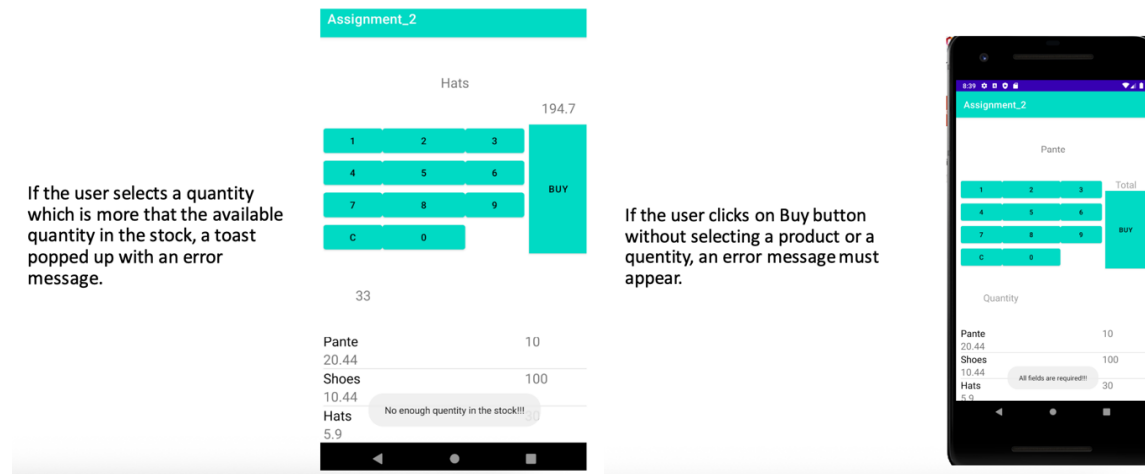 If the user selects a quantity
which is more that the available
quantity in the stock, a toast
popped up with an error
message.
Assignment_2
Hats
194.7
1 2 3
4 5 6
BUY
7 8 9
C 0
33
Pante 10
20.44
Shoes 100
10.44
Hats 30
5.9
No enough quentity in the stock!!!
If the user clicks on Buy button
without selecting a product or a
quentity, an error message must
appear.
8:39
Assignment_2
Pante
Total
1 2 3
4 5 6
BUY
7 8 9
C 0
Quantity
Pante 10
20.44
Shoes 100
10.44
Hats 30
5.9
All fields are required!!!